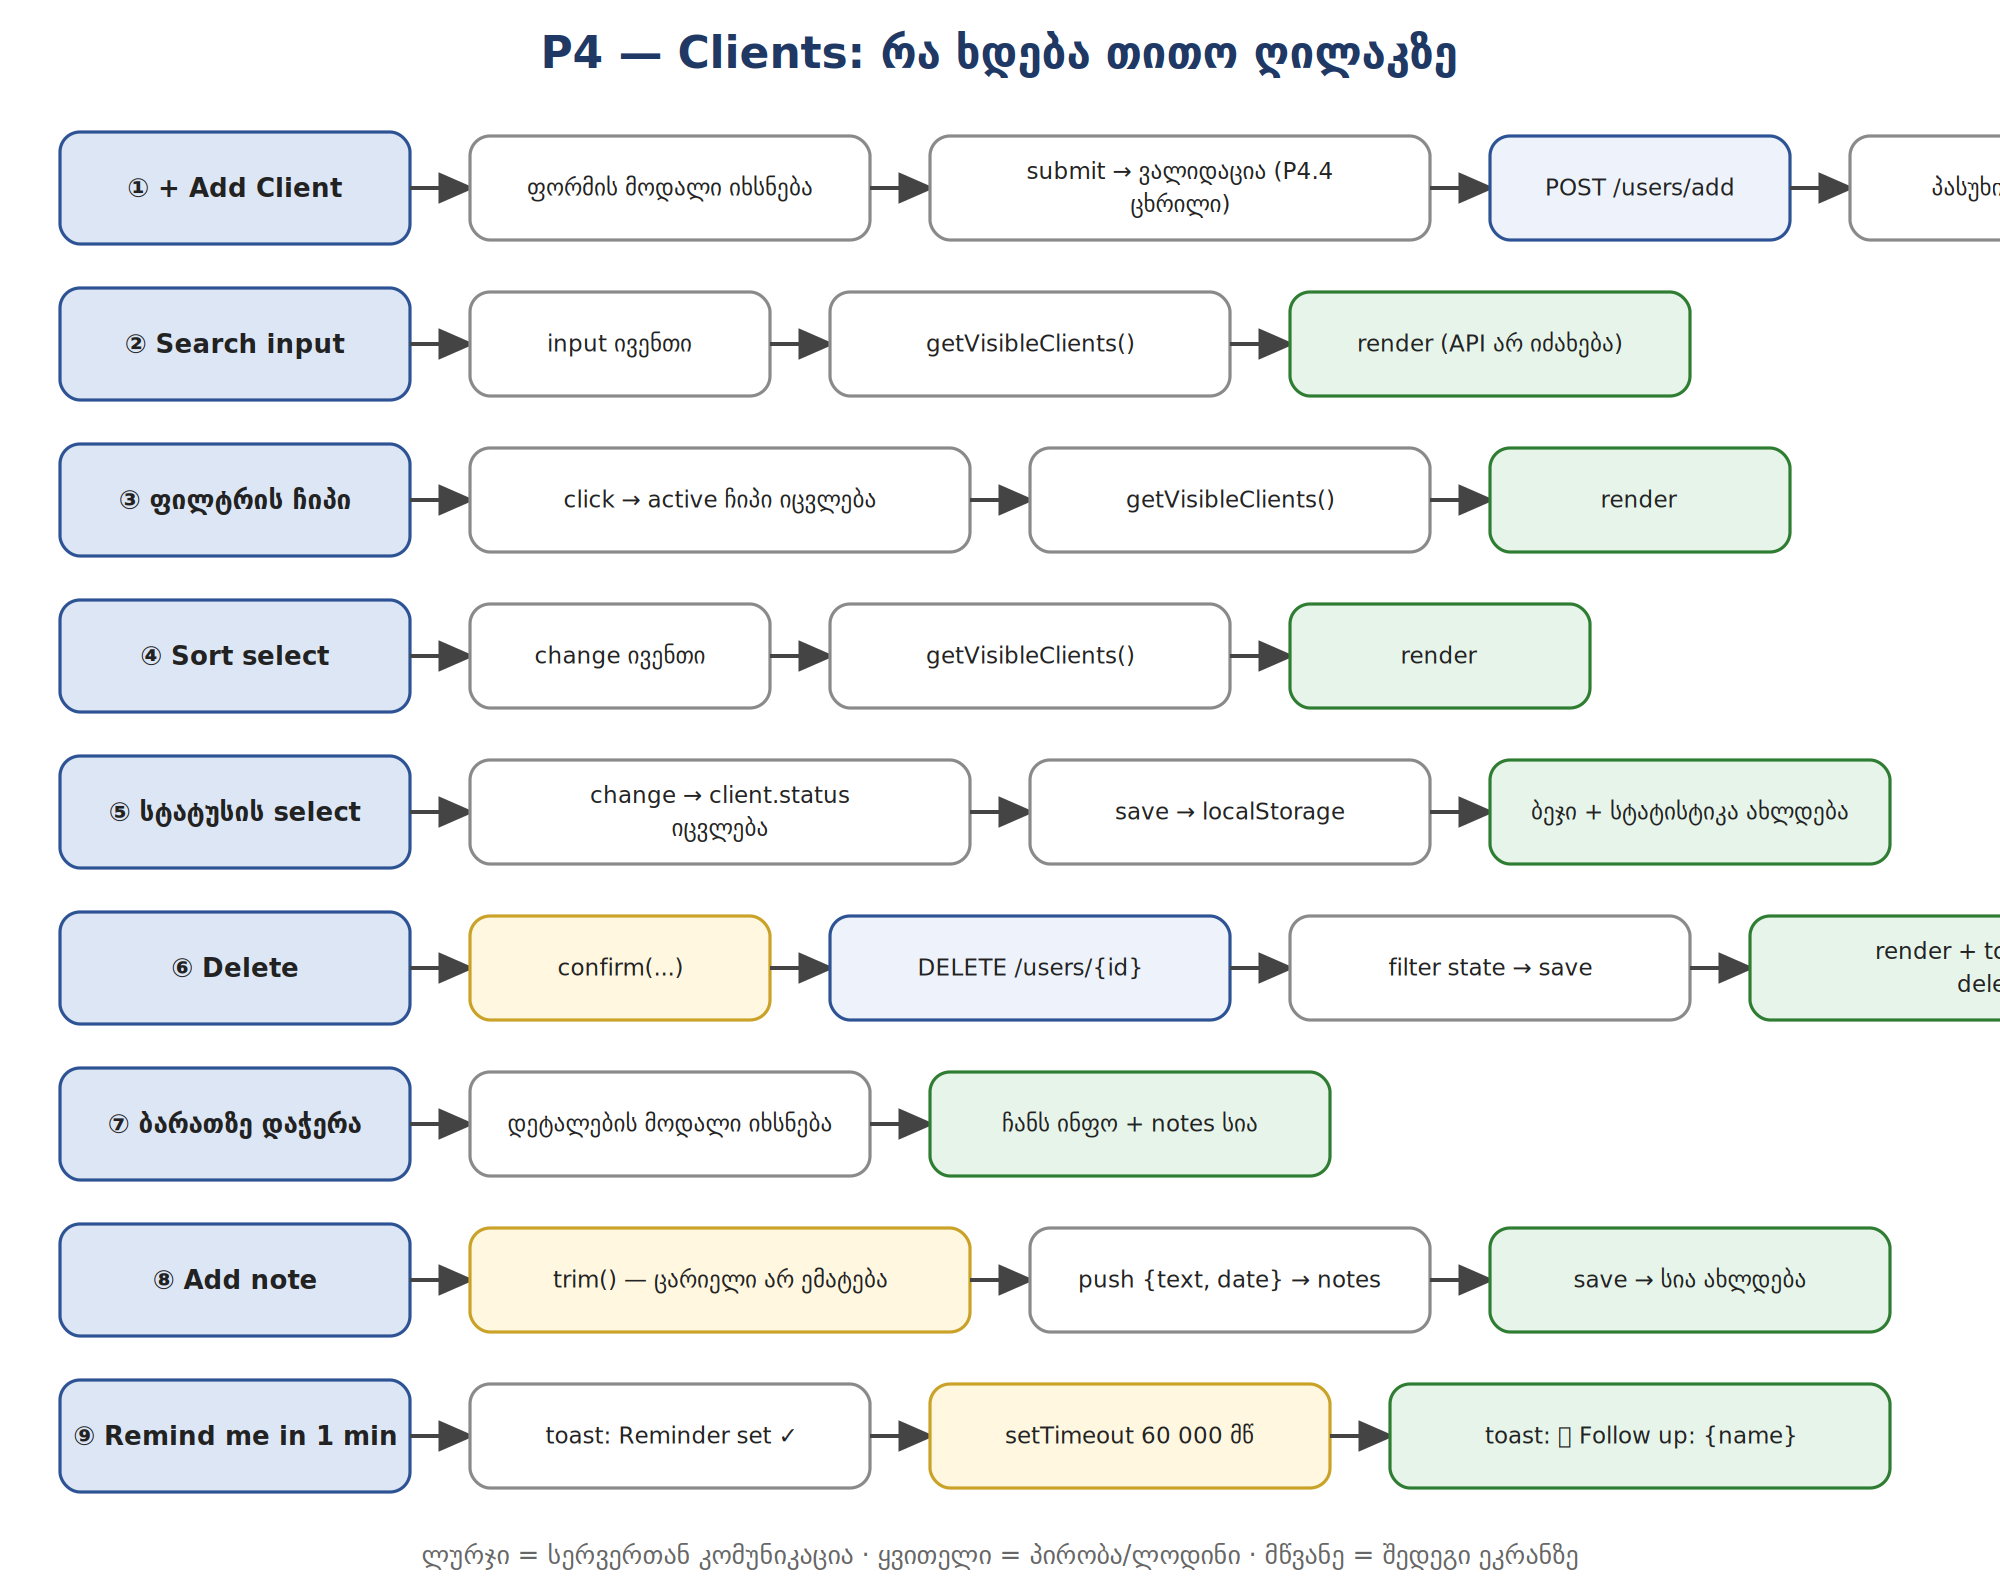 P4 — Clients: რა ხდება თითო ღილაკზე
① + Add Client
ფორმის მოდალი იხსნება
submit → ვალიდაცია (P4.4
ცხრილი)
POST /users/add
② Search input
input ივენთი
getVisibleClients()
render (API არ იძახება)
③ ფილტრის ჩიპი
click → active ჩიპი იცვლება
getVisibleClients()
render
④ Sort select
change ივენთი
getVisibleClients()
render
⑤ სტატუსის select
change → client.status
იცვლება
save → localStorage
ბეჯი + სტატისტიკა ახლდება
⑥ Delete
confirm(...)
DELETE /users/{id}
filter state → save
render +
⑦ ბარათზე დაჭერა
დეტალების მოდალი იხსნება
ჩანს ინფო + notes სია
⑧ Add note
trim() — ცარიელი არ ემატება
push {text, date} → notes
save → სია ახლდება
⑨ Remind me in 1 min
toast: Reminder set ✓
setTimeout 60 000 მწ
toast: Follow up: {name}
ლურჯი = სერვერთან კომუნიკაცია · ყვითელი = პირობა/ლოდინი · მწვანე = შედეგი ეკრანზე